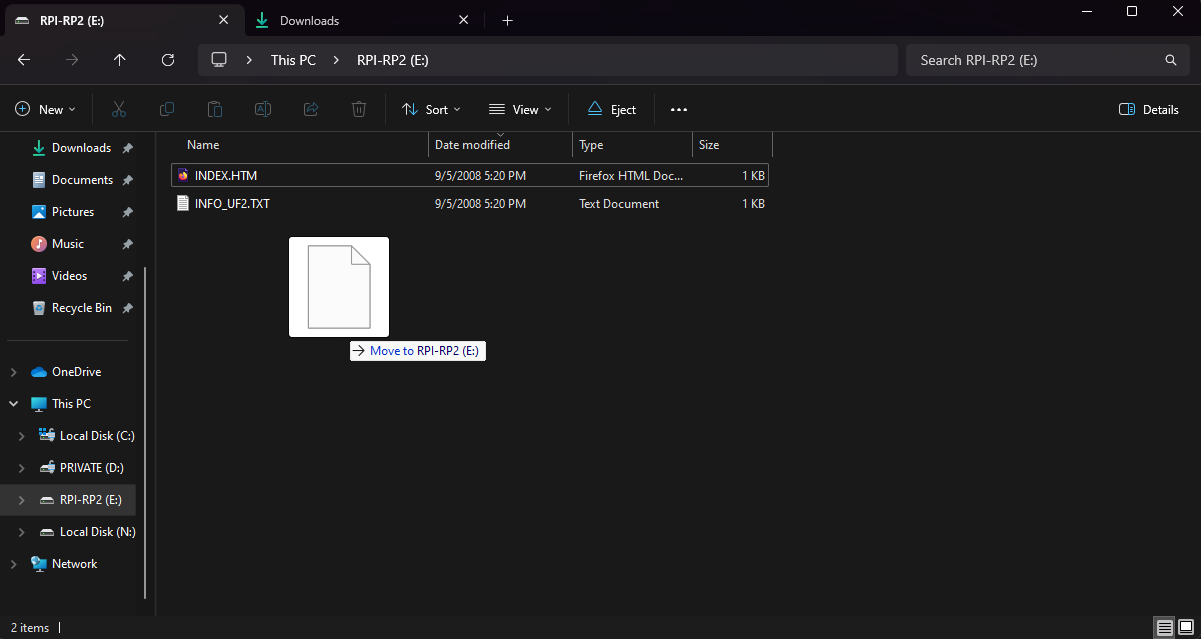 RPI-RP2 (E:)
Downloads
This PC
RPI-RP2 (E:)
Search RPI-RP2 (E:)
New
Sort
View
Eject
Details
Downloads
Documents
Pictures
Music
Videos
Recycle Bin
OneDrive
This PC
Local Disk (C:)
PRIVATE (D:)
RPI-RP2 (E:)
Local Disk (N:)
Network
Name Date modified Type Size
INDEX.HTM 9/5/2008 5:20 PM Firefox HTML Doc... 1 KB
INFO_UF2.TXT 9/5/2008 5:20 PM Text Document 1 KB
Move to RPI-RP2 (E:)
2 items